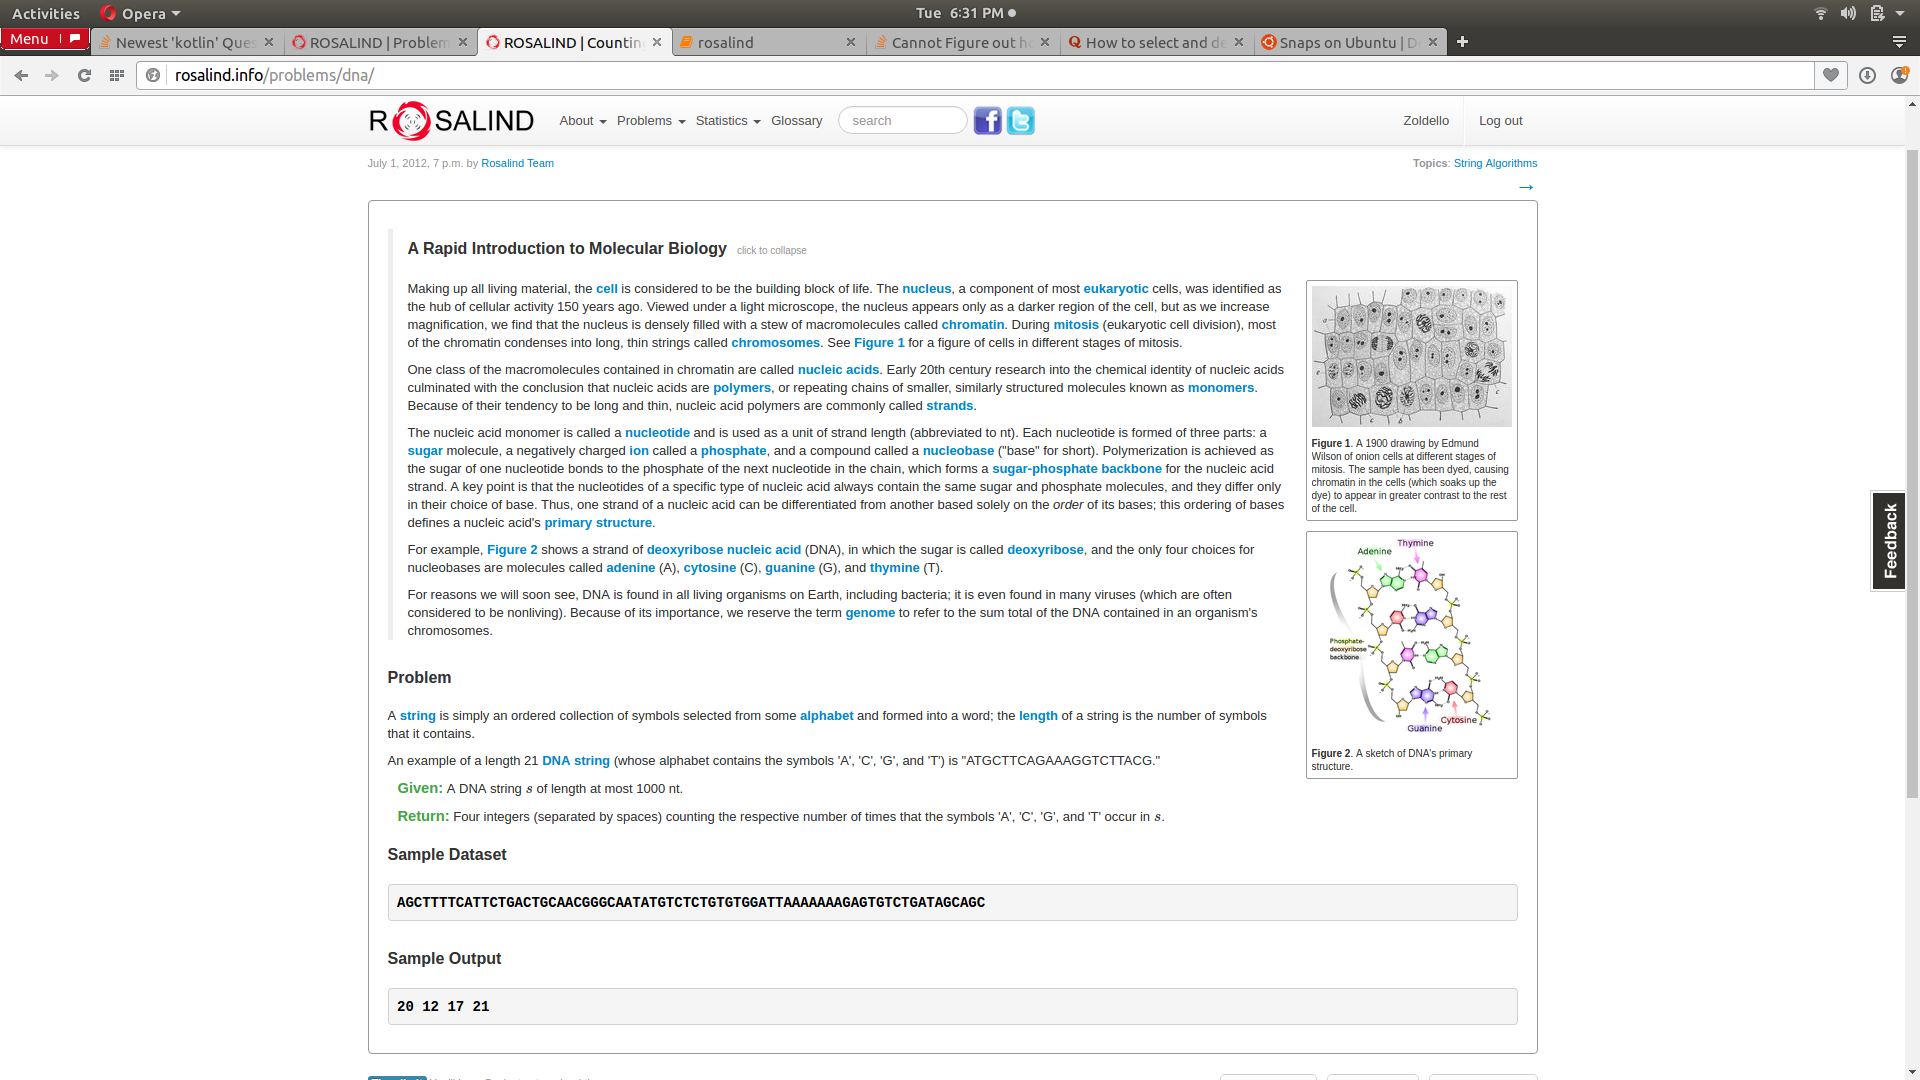 Activities Opera Tue 6:31 PM
Menu Newest 'kotlin' Ques ROSALIND | Problem ROSALIND | Counting rosalind Cannot Figure out ho How to select and de Snaps on Ubuntu | D
rosalind.info/problems/dna/
ROSALIND About Problems Statistics Glossary search Zoldello Log out
July 1, 2012, 7 p.m. by Rosalind Team Topics: String Algorithms
→
A Rapid Introduction to Molecular Biology click to collapse
Making up all living material, the cell is considered to be the building block of life. The nucleus, a component of most eukaryotic cells, was identified as
the hub of cellular activity 150 years ago. Viewed under a light microscope, the nucleus appears only as a darker region of the cell, but as we increase
magnification, we find that the nucleus is densely filled with a stew of macromolecules called chromatin. During mitosis (eukaryotic cell division), most
of the chromatin condenses into long, thin strings called chromosomes. See Figure 1 for a figure of cells in different stages of mitosis.
One class of the macromolecules contained in chromatin are called nucleic acids. Early 20th century research into the chemical identity of nucleic acids
culminated with the conclusion that nucleic acids are polymers, or repeating chains of smaller, similarly structured molecules known as monomers.
Because of their tendency to be long and thin, nucleic acid polymers are commonly called strands.
The nucleic acid monomer is called a nucleotide and is used as a unit of strand length (abbreviated to nt). Each nucleotide is formed of three parts: a
sugar molecule, a negatively charged ion called a phosphate, and a compound called a nucleobase ("base" for short). Polymerization is achieved as
the sugar of one nucleotide bonds to the phosphate of the next nucleotide in the chain, which forms a sugar-phosphate backbone for the nucleic acid
strand. A key point is that the nucleotides of a specific type of nucleic acid always contain the same sugar and phosphate molecules, and they differ only
in their choice of base. Thus, one strand of a nucleic acid can be differentiated from another based solely on the order of its bases; this ordering of bases
defines a nucleic acid's primary structure.
For example, Figure 2 shows a strand of deoxyribose nucleic acid (DNA), in which the sugar is called deoxyribose, and the only four choices for
nucleobases are molecules called adenine (A), cytosine (C), guanine (G), and thymine (T).
For reasons we will soon see, DNA is found in all living organisms on Earth, including bacteria; it is even found in many viruses (which are often
considered to be nonliving). Because of its importance, we reserve the term genome to refer to the sum total of the DNA contained in an organism's
chromosomes.
Figure 1. A 1900 drawing by Edmund
Wilson of onion cells at different stages of
mitosis. The sample has been dyed, causing
chromatin in the cells (which soaks up the
dye) to appear in greater contrast to the rest
of the cell.
Thymine
Adenine
Phosphate-
deoxyribose
backbone
Cytosine
Guanine
Figure 2. A sketch of DNA's primary
structure.
Feedback
Problem
A string is simply an ordered collection of symbols selected from some alphabet and formed into a word; the length of a string is the number of symbols
that it contains.
An example of a length 21 DNA string (whose alphabet contains the symbols 'A', 'C', 'G', and 'T') is "ATGCTTCAGAAAGGTCTTACG."
Given: A DNA string s of length at most 1000 nt.
Return: Four integers (separated by spaces) counting the respective number of times that the symbols 'A', 'C', 'G', and 'T' occur in s.
Sample Dataset
AGCTTTTCATTCTGACTGCAACGGGCAATATGTCTCTGTGTGGATTAAAAAAAGAGTGTCTGATAGCAGC
Sample Output
20 12 17 21